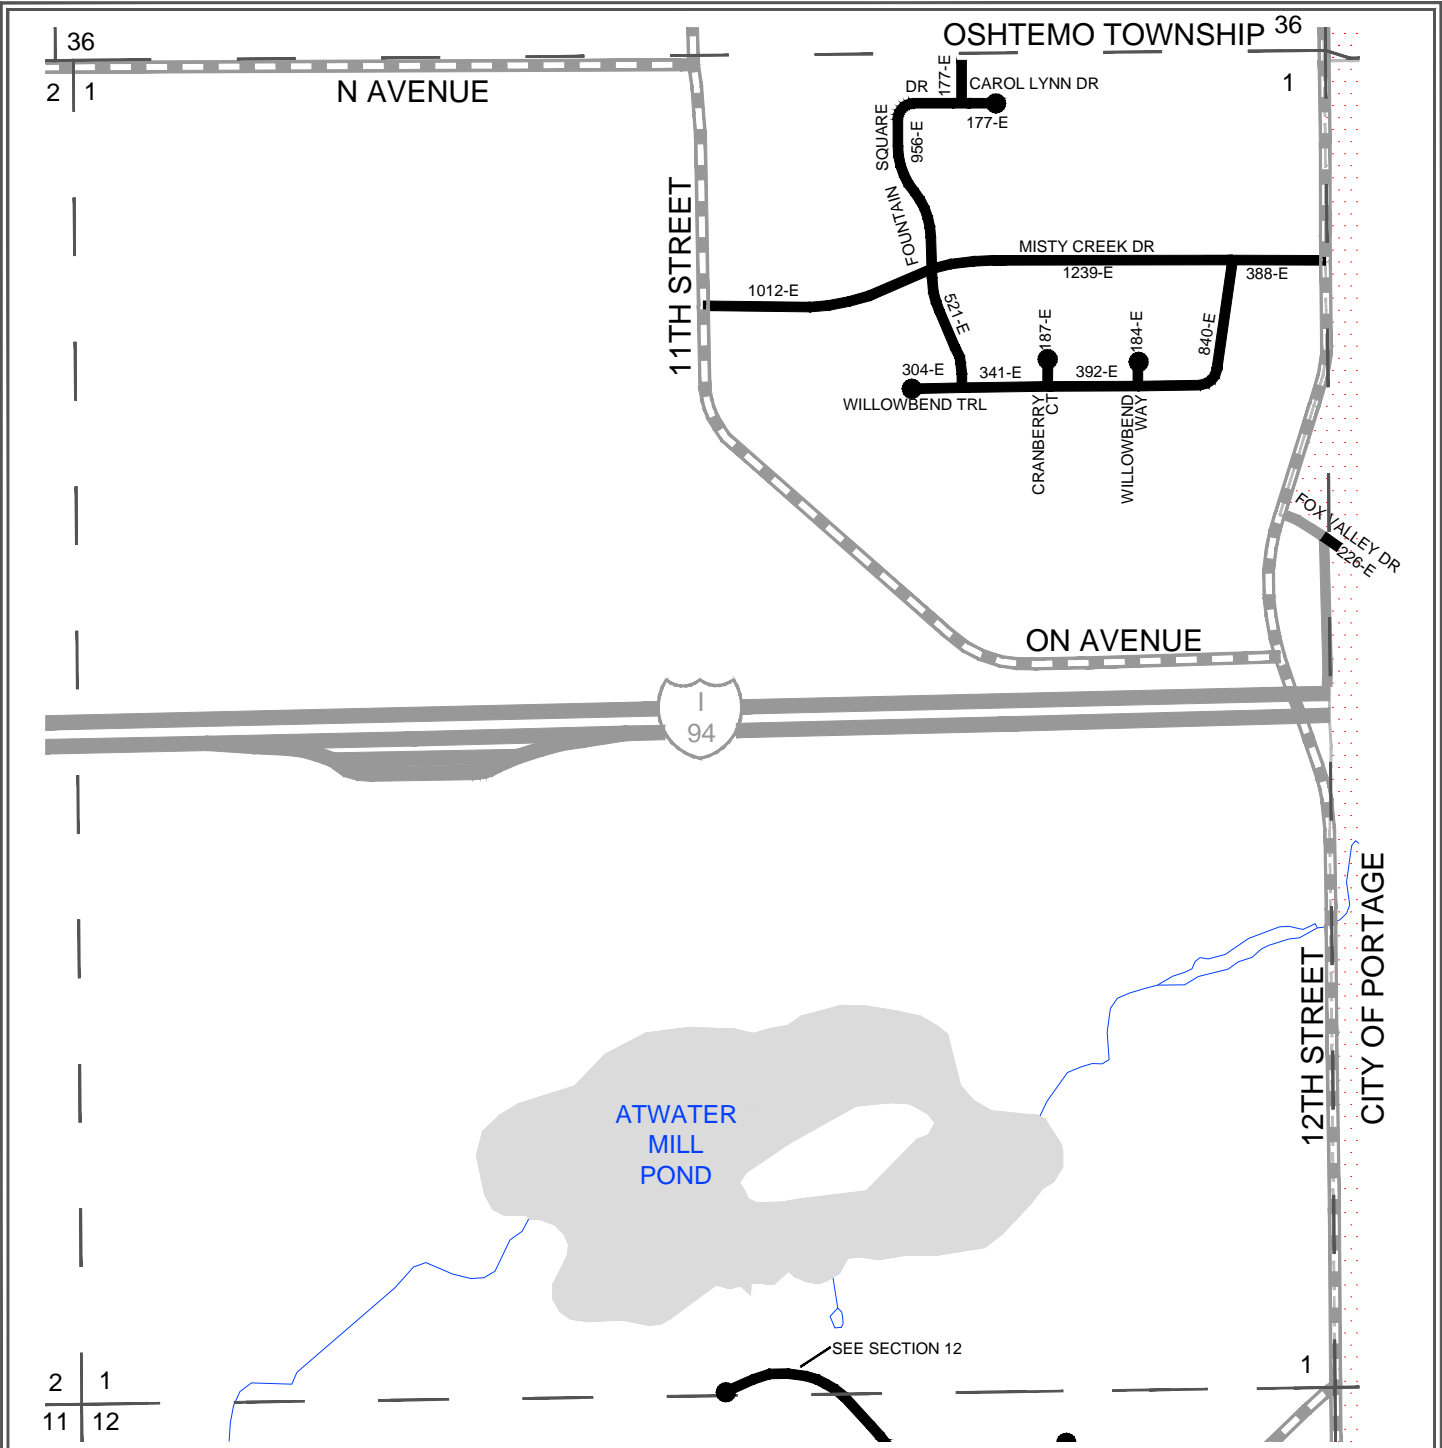 36
OSHTEMO TOWNSHIP
36
2
1
N AVENUE
1
177-E
DR
CAROL LYNN DR
177-E
SQUARE
956-E
11TH STREET
FOUNTAIN
MISTY CREEK DR
1239-E
388-E
1012-E
521-E
187-E
184-E
840-E
304-E
341-E
392-E
WILLOWBEND TRL
CRANBERRY
CT
WILLOWBEND
WAY
FOX VALLEY DR
226-E
ON AVENUE
I
94
12TH STREET
CITY OF PORTAGE
ATWATER
MILL
POND
SEE SECTION 12
2
1
1
11
12